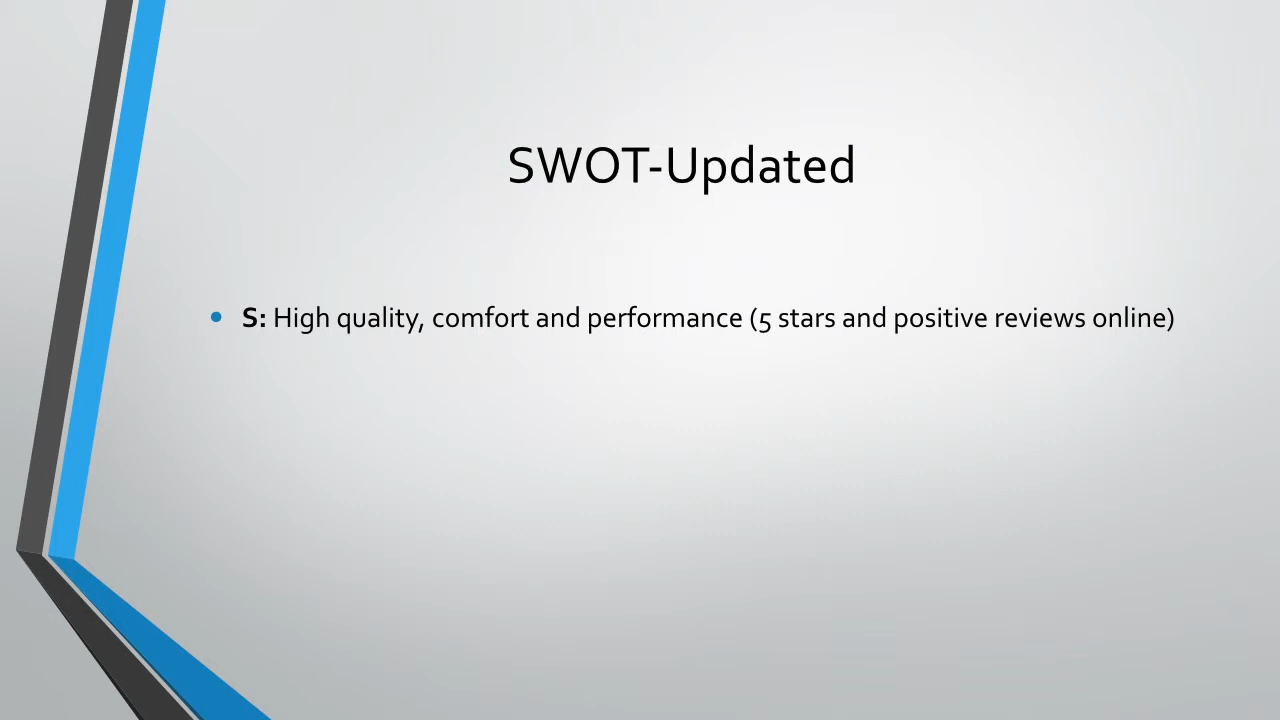 SWOT-Updated
• S: High quality, comfort and performance (5 stars and positive reviews online)